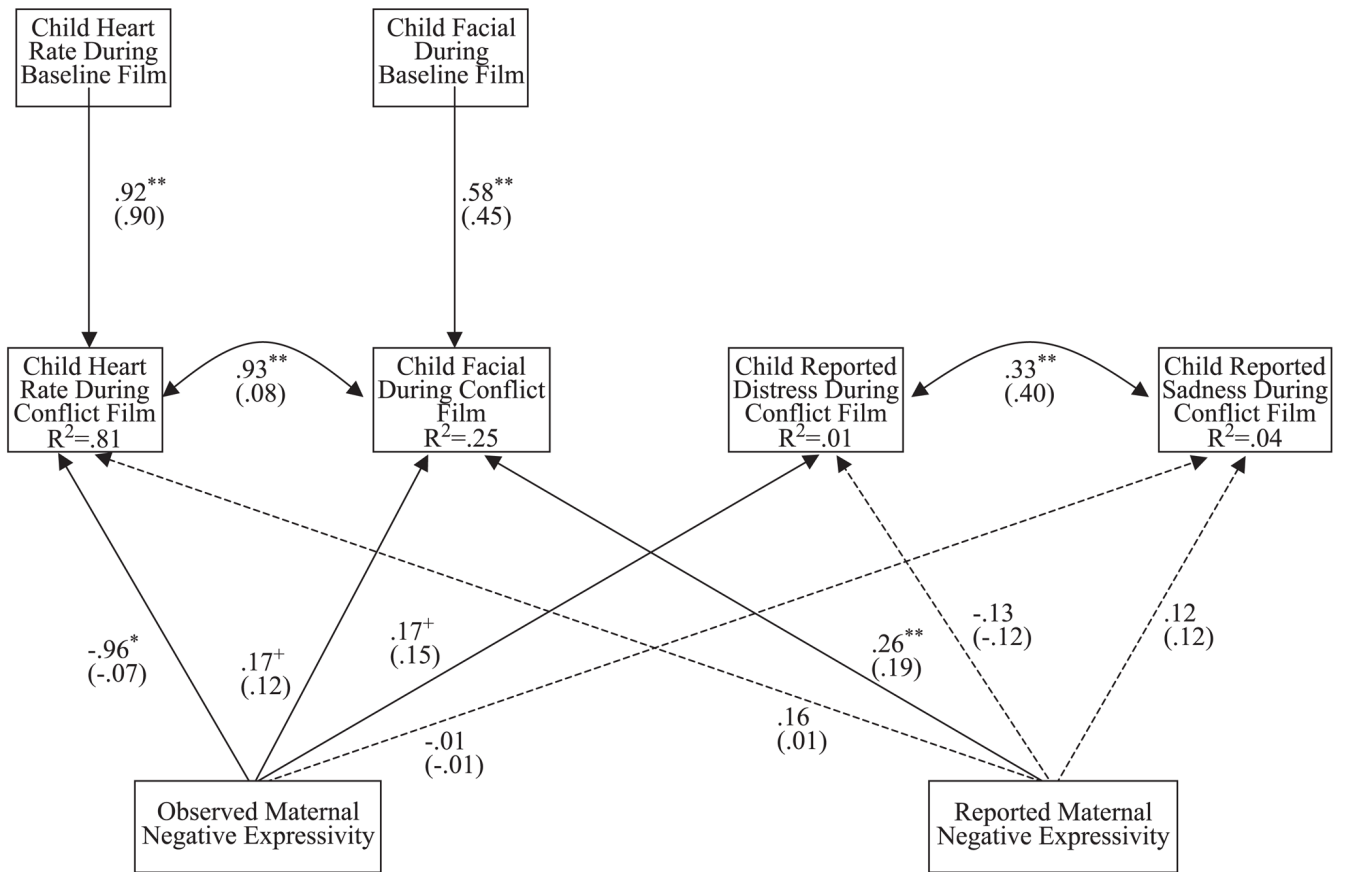 Child Heart
Rate During
Baseline Film
Child Facial
During
Baseline Film
.92**
(.90)
.58**
(.45)
Child Heart
Rate During
Conflict Film
R²=.81
.93**
(.08)
Child Facial
During Conflict
Film
R²=.25
Child Reported
Distress During
Conflict Film
R²=.01
.33**
(.40)
Child Reported
Sadness During
Conflict Film
R²=.04
-.96*
(-.07)
.17+
(.12)
.17+
(.15)
-.01
(-.01)
.16
(.01)
.26**
(.19)
-.13
(-.12)
.12
(.12)
Observed Maternal
Negative Expressivity
Reported Maternal
Negative Expressivity